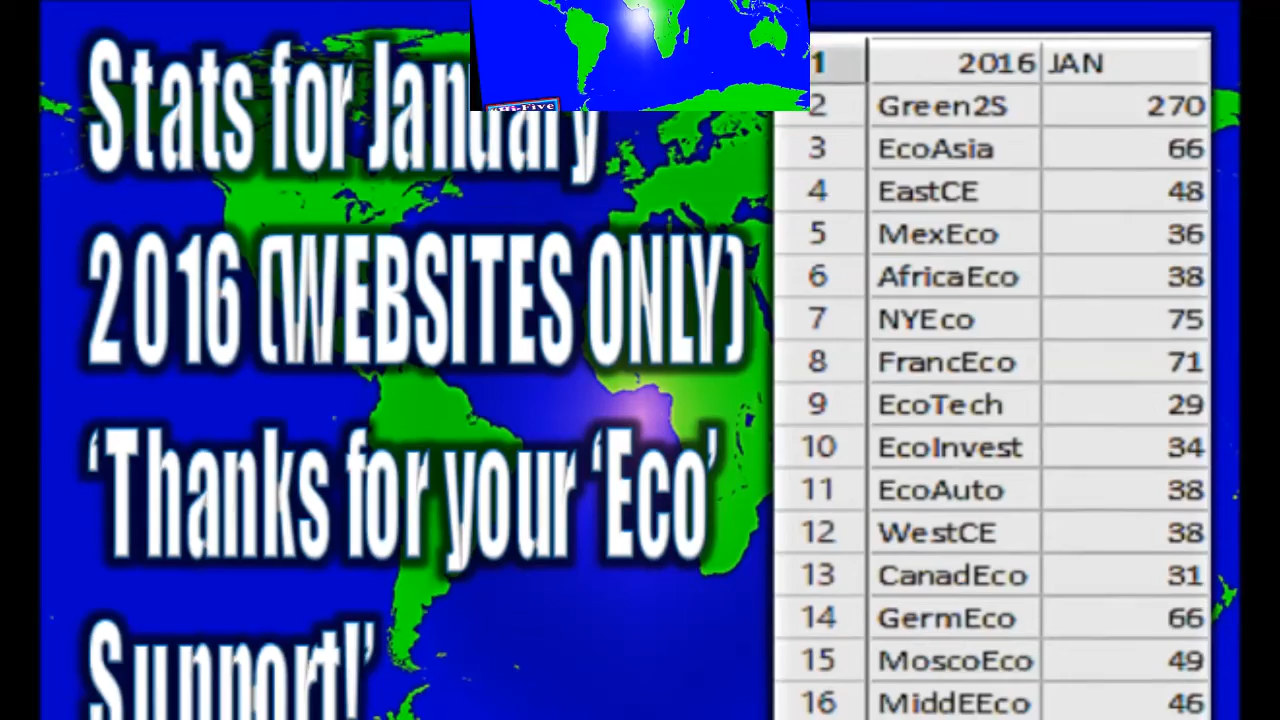 Stats for January
2016 (WEBSITES ONLY)
‘Thanks for your ‘Eco’
Support!’
1 2016 JAN
2 Green2S 270
3 EcoAsia 66
4 EastCE 48
5 MexEco 36
6 AfricaEco 38
7 NYEco 75
8 FrancEco 71
9 EcoTech 29
10 EcoInvest 34
11 EcoAuto 38
12 WestCE 38
13 CanadEco 31
14 GermEco 66
15 MoscoEco 49
16 MiddEEco 46